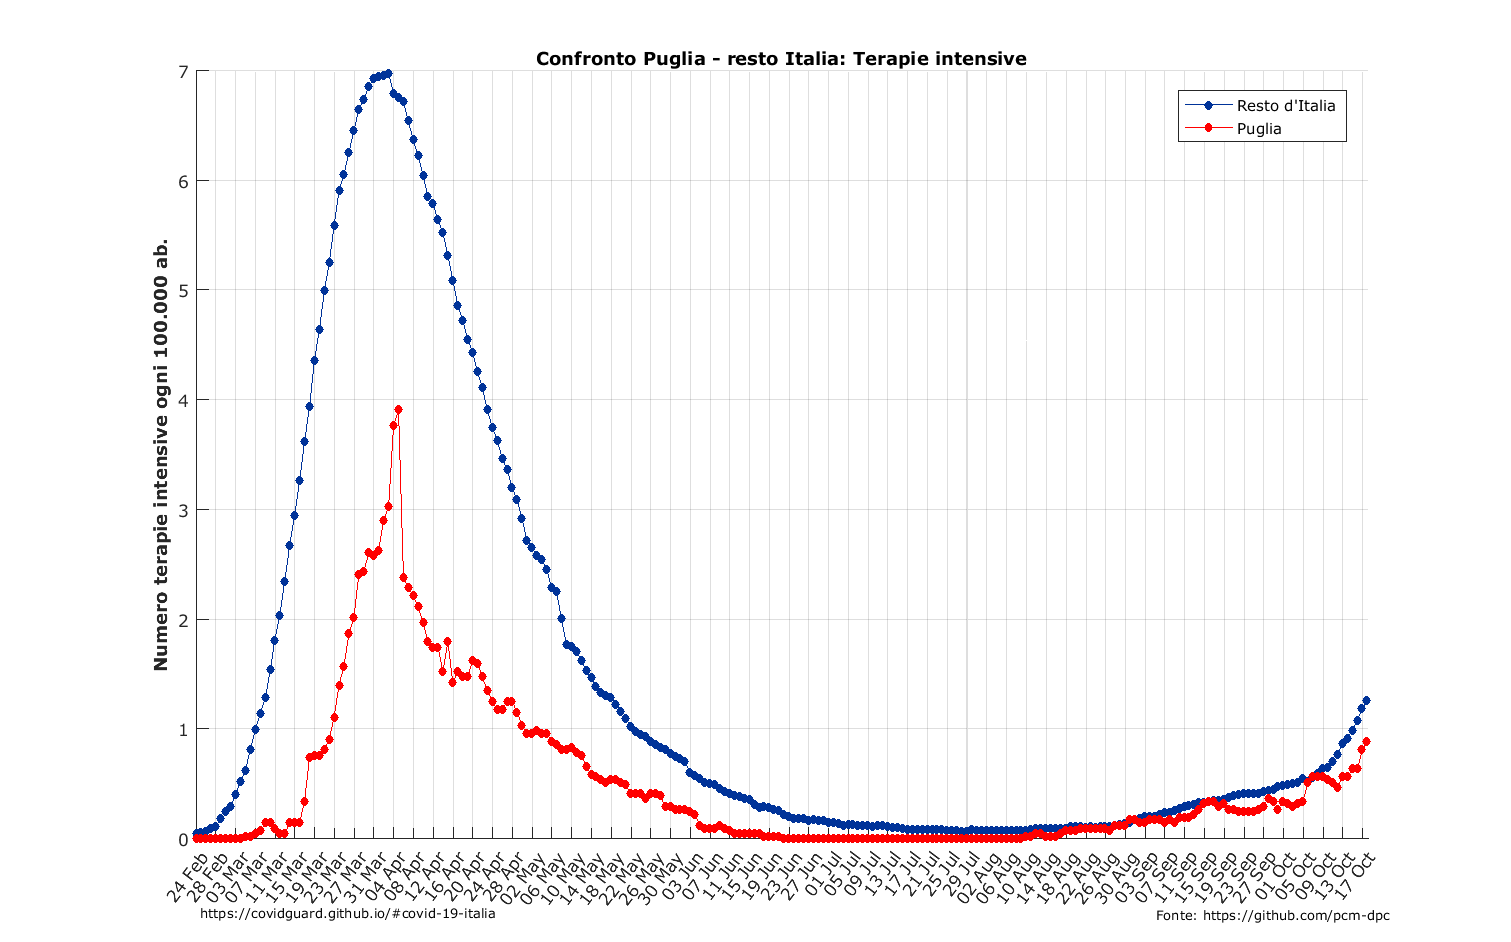 Confronto Puglia - resto Italia: Terapie intensive
Numero terapie intensive ogni 100.000 ab.
7
6
5
4
3
2
1
0
Resto d'Italia
Puglia
24 Feb
28 Feb
03 Mar
07 Mar
11 Mar
15 Mar
19 Mar
23 Mar
27 Mar
31 Mar
04 Apr
08 Apr
12 Apr
16 Apr
20 Apr
24 Apr
28 Apr
02 May
06 May
10 May
14 May
18 May
22 May
26 May
30 May
03 Jun
07 Jun
11 Jun
15 Jun
19 Jun
23 Jun
27 Jun
01 Jul
05 Jul
09 Jul
13 Jul
17 Jul
21 Jul
25 Jul
29 Jul
02 Aug
06 Aug
10 Aug
14 Aug
18 Aug
22 Aug
26 Aug
30 Aug
03 Sep
07 Sep
11 Sep
15 Sep
19 Sep
23 Sep
27 Sep
01 Oct
05 Oct
09 Oct
13 Oct
17 Oct
https://covidguard.github.io/#covid-19-italia
Fonte: https://github.com/pcm-dpc